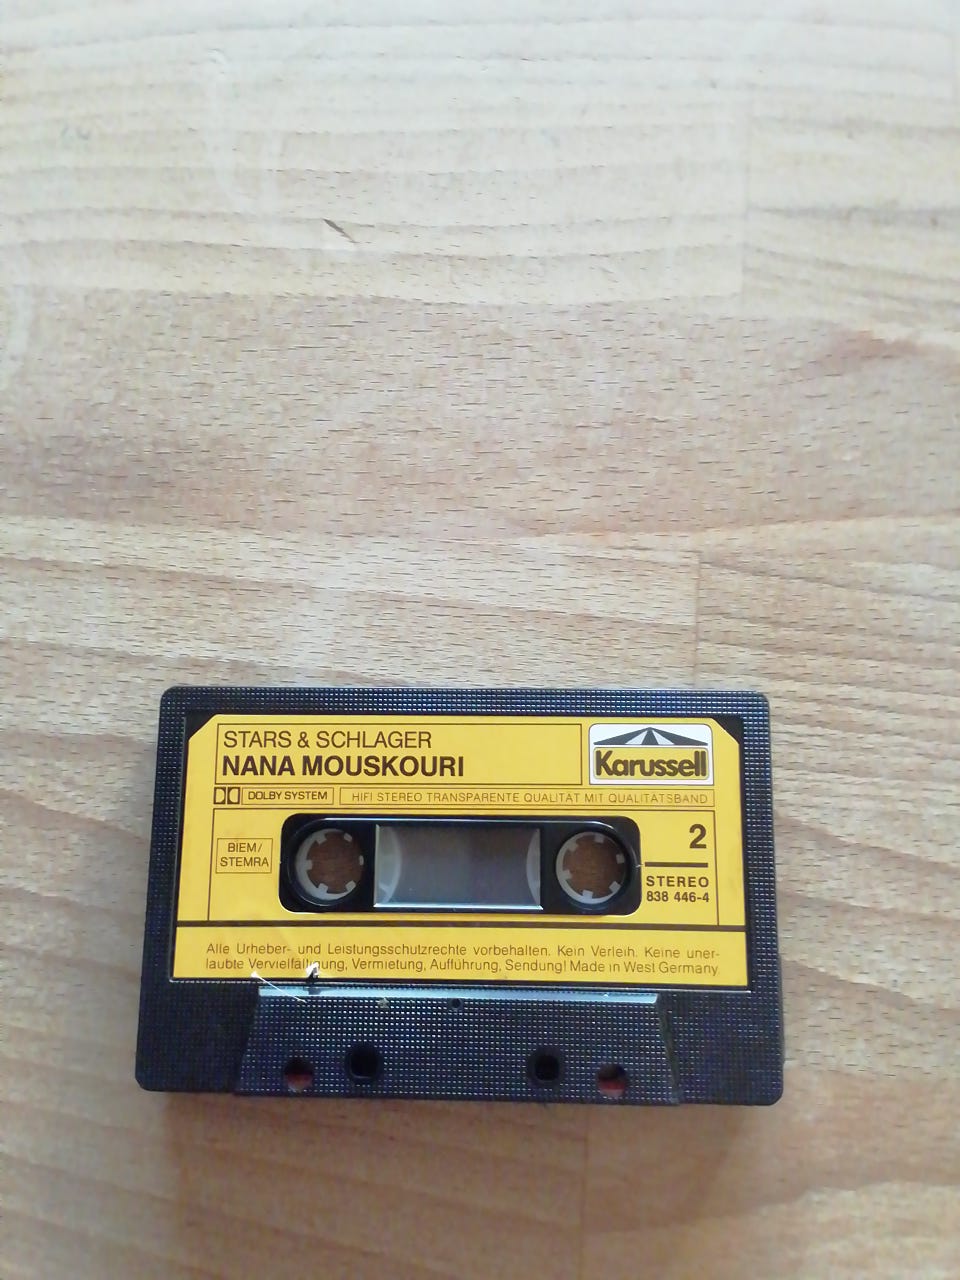 STARS & SCHLAGER
NANA MOUSKOURI
Karussell
DOLBY SYSTEM
HIFI STEREO TRANSPARENTE QUALITÄT MIT QUALITÄTSBAND
BIEM/
STEMRA
2
STEREO
838 446-4
Alle Urheber- und Leistungsschutzrechte vorbehalten. Kein Verleih. Keine uner-
laubte Vervielfältigung, Vermietung, Aufführung, Sendung! Made in West Germany